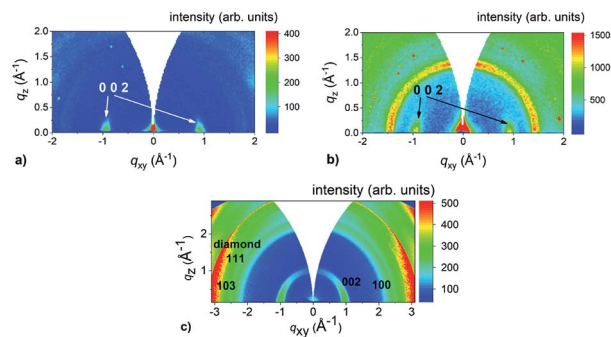 intensity (arb. units)
2.0
1.5
1.0
0.5
0.0
q_z (Å⁻¹)
0 0 2
400
300
200
100
-2 -1 0 1 2
a) q_xy (Å⁻¹)
intensity (arb. units)
2.0
1.5
1.0
0.5
0.0
q_z (Å⁻¹)
0 0 2
1500
1000
500
-2 -1 0 1 2
b) q_xy (Å⁻¹)
intensity (arb. units)
2
1
0
q_z (Å⁻¹)
diamond
111
103
002
100
500
400
300
200
100
-3 -2 -1 0 1 2 3
c) q_xy (Å⁻¹)